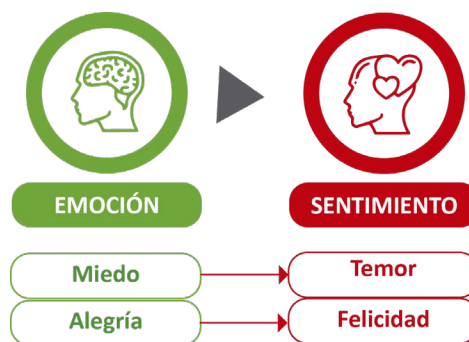 EMOCIÓN
SENTIMIENTO
Miedo
Temor
Alegría
Felicidad